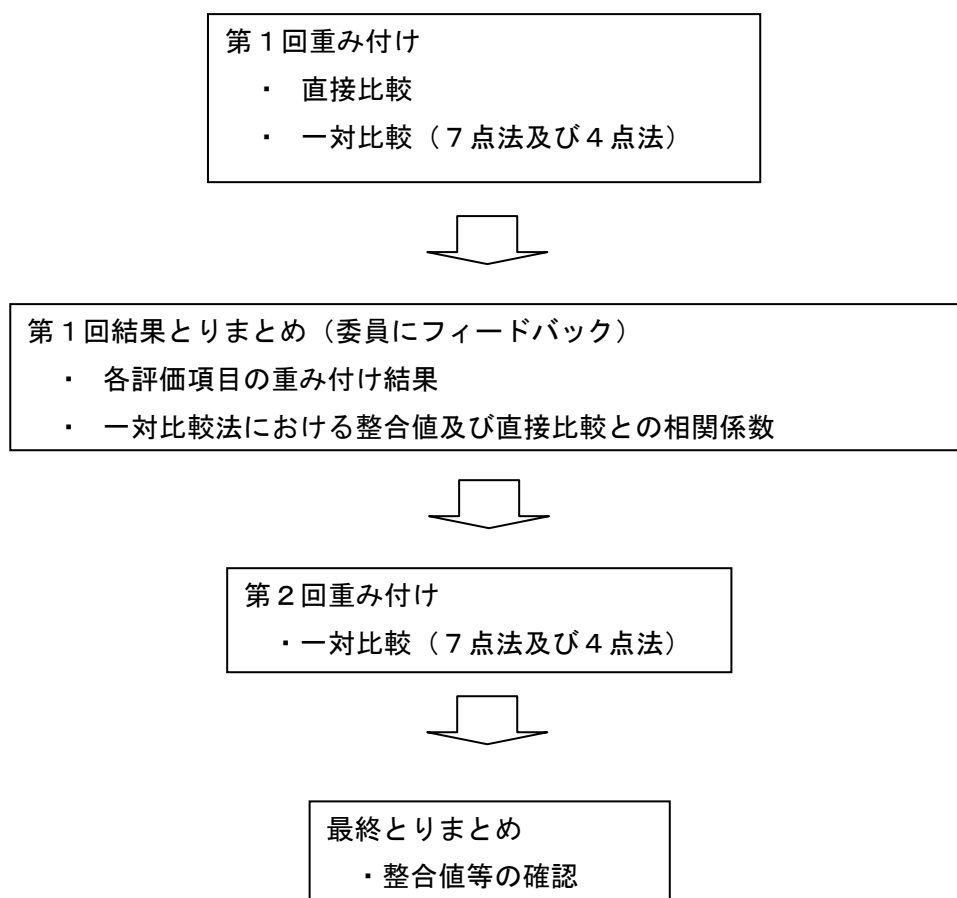 第１回重み付け
・ 直接比較
・ 一対比較（７点法及び４点法）
第１回結果とりまとめ（委員にフィードバック）
・ 各評価項目の重み付け結果
・ 一対比較法における整合値及び直接比較との相関係数
第２回重み付け
・一対比較（７点法及び４点法）
最終とりまとめ
・整合値等の確認